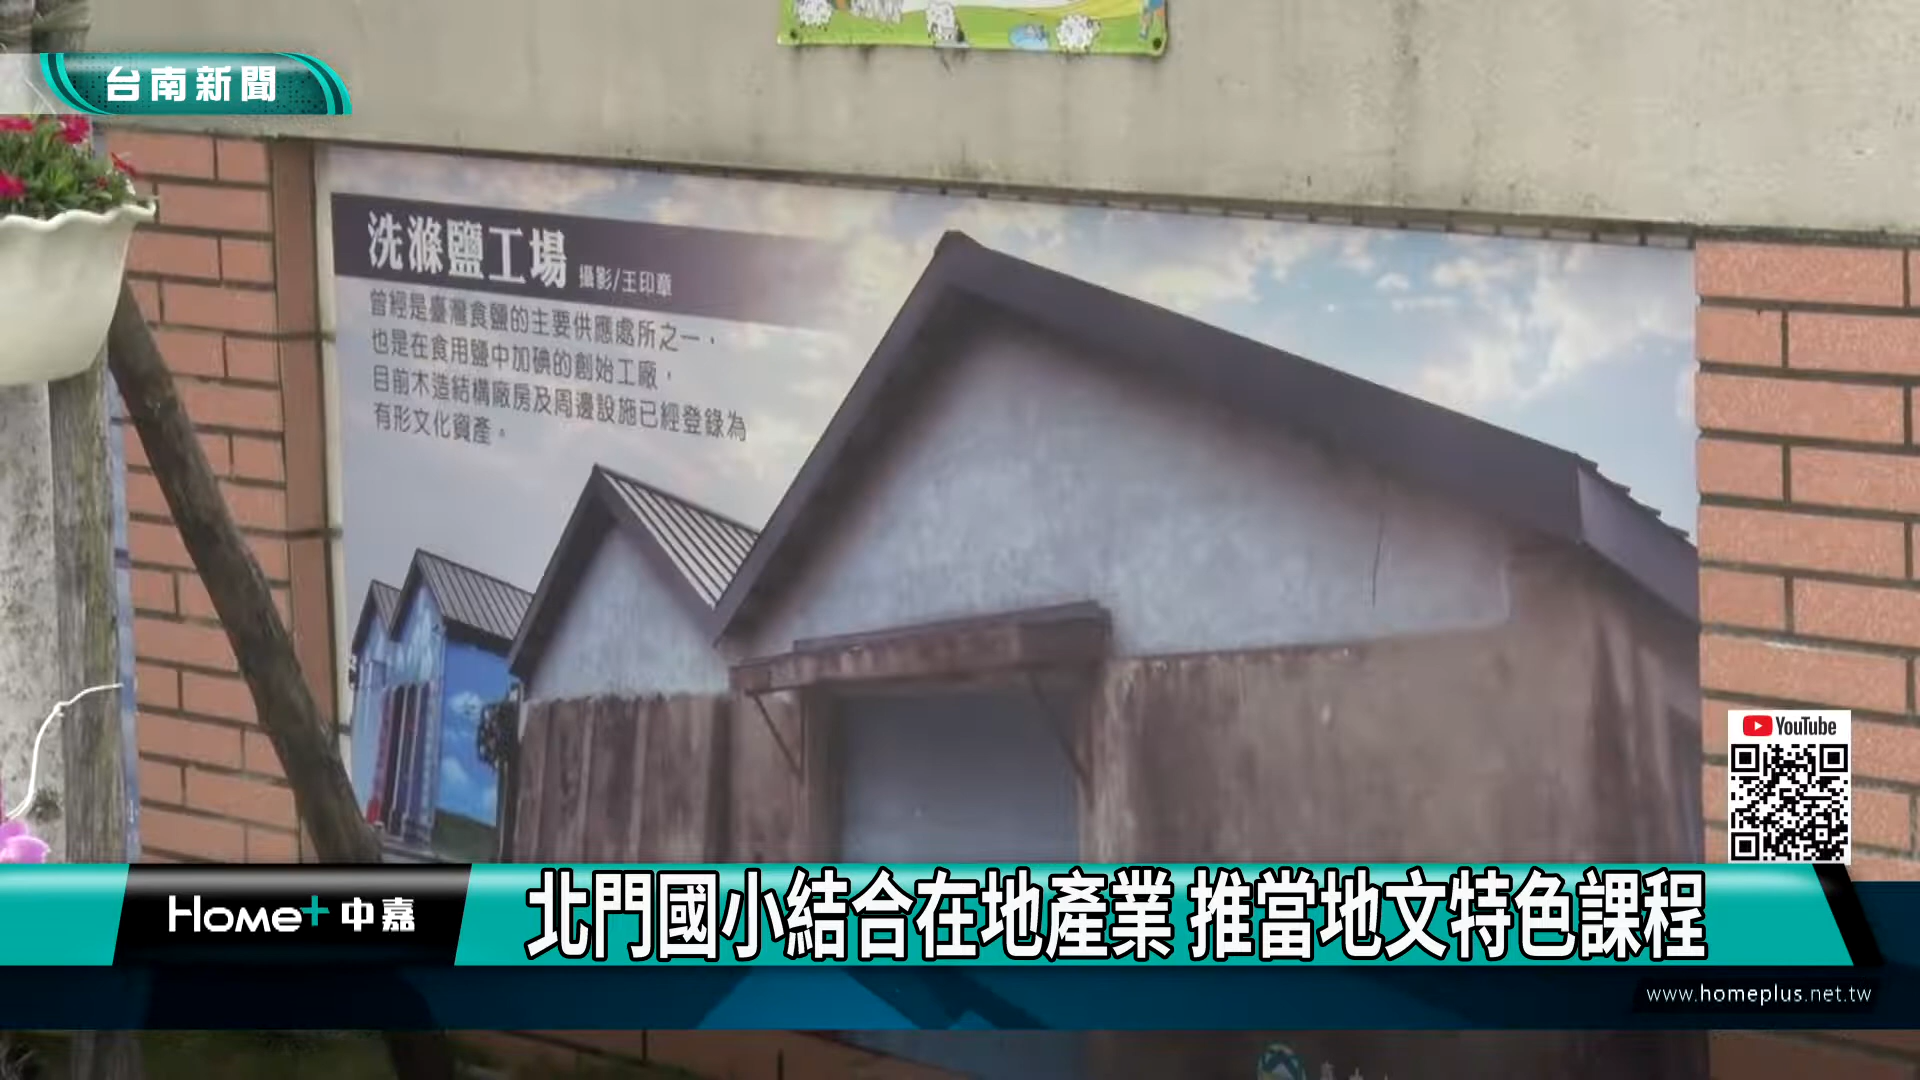 台南新聞
洗滌鹽工場 攝影/王印章
曾經是臺灣食鹽的主要供應處所之一，
也是在食用鹽中加碘的創始工廠，
目前木造結構廠房及周邊設施已經登錄為
有形文化資產。
YouTube
Home+中嘉
北門國小結合在地產業 推當地文特色課程
www.homeplus.net.tw